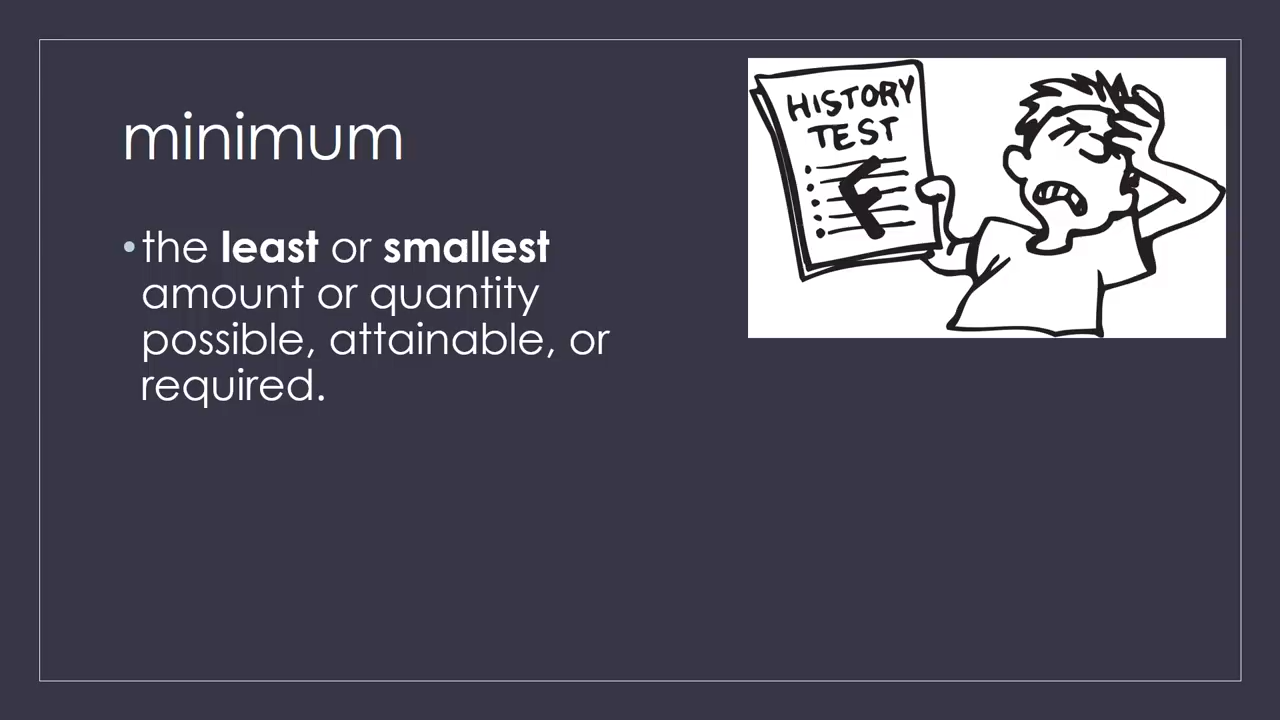 minimum
•the least or smallest
amount or quantity
possible, attainable, or
required.
HISTORY
TEST
F